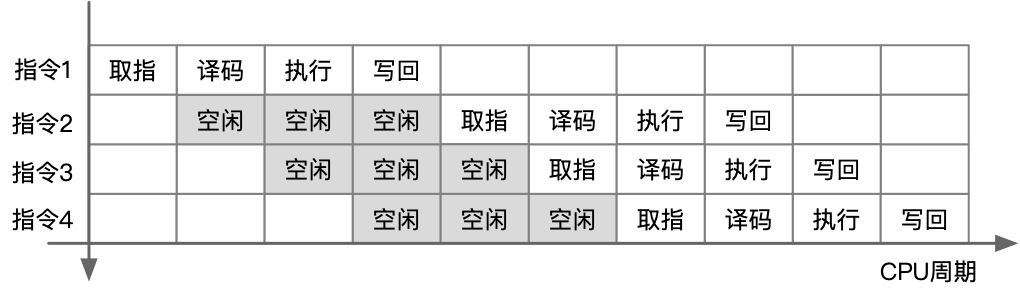 指令1 取指 译码 执行 写回
指令2 空闲 空闲 空闲 取指 译码 执行 写回
指令3 空闲 空闲 空闲 取指 译码 执行 写回
指令4 空闲 空闲 空闲 取指 译码 执行 写回
CPU周期